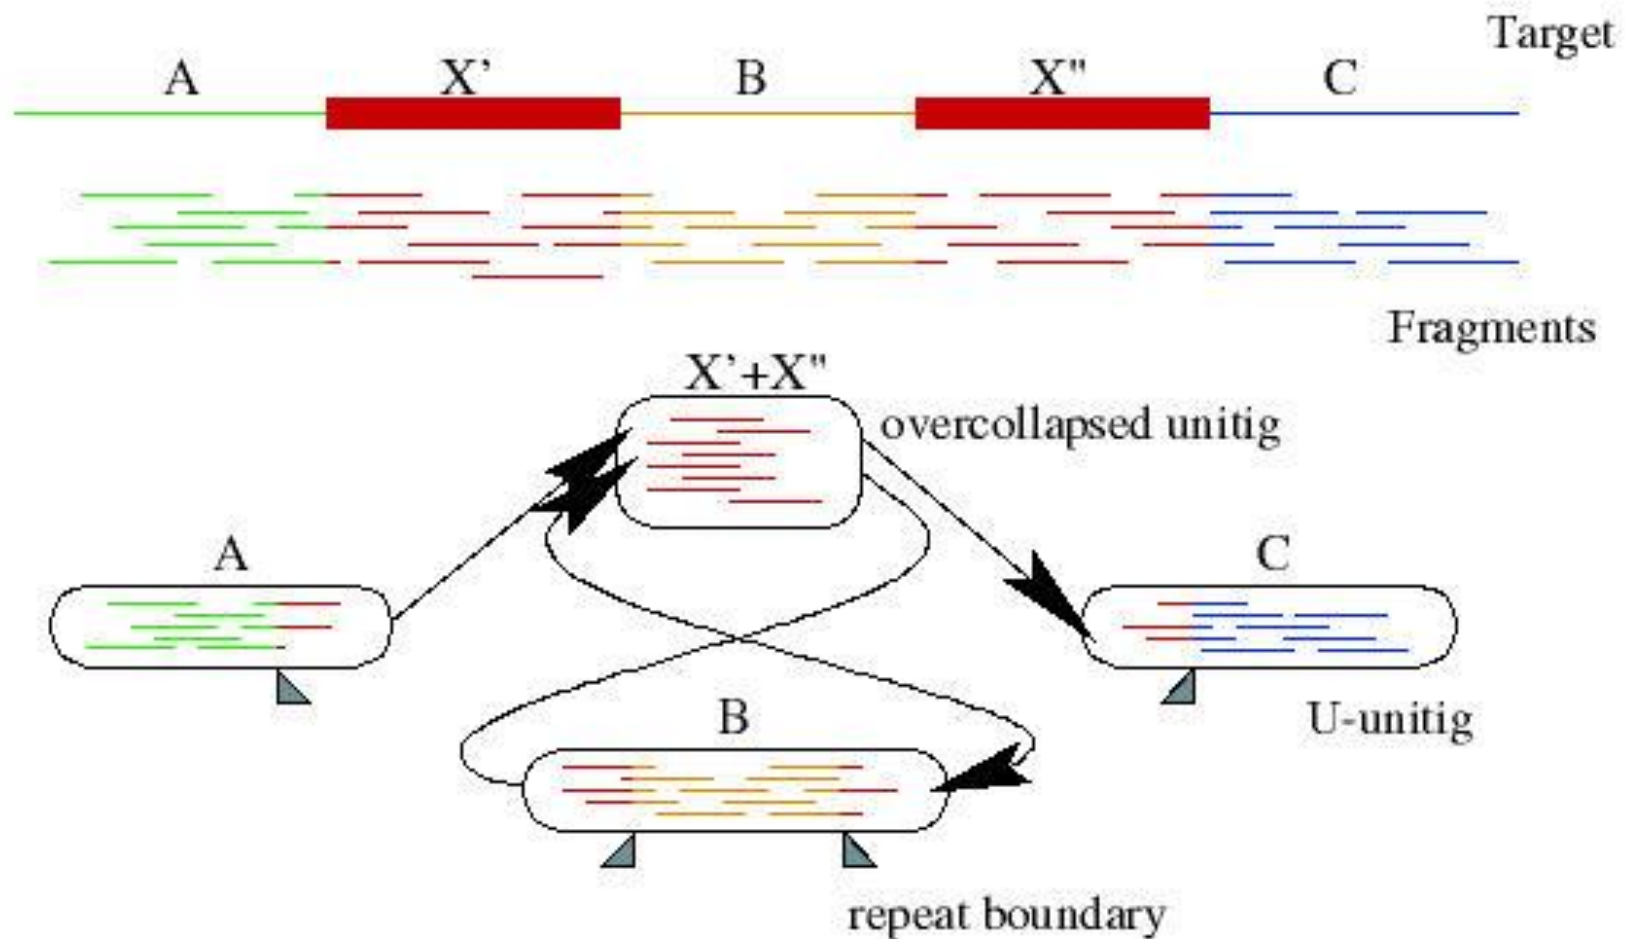 Target
A X' B X" C
Fragments
X'+X"
overcollapsed unitig
A
C
B
U-unitig
repeat boundary